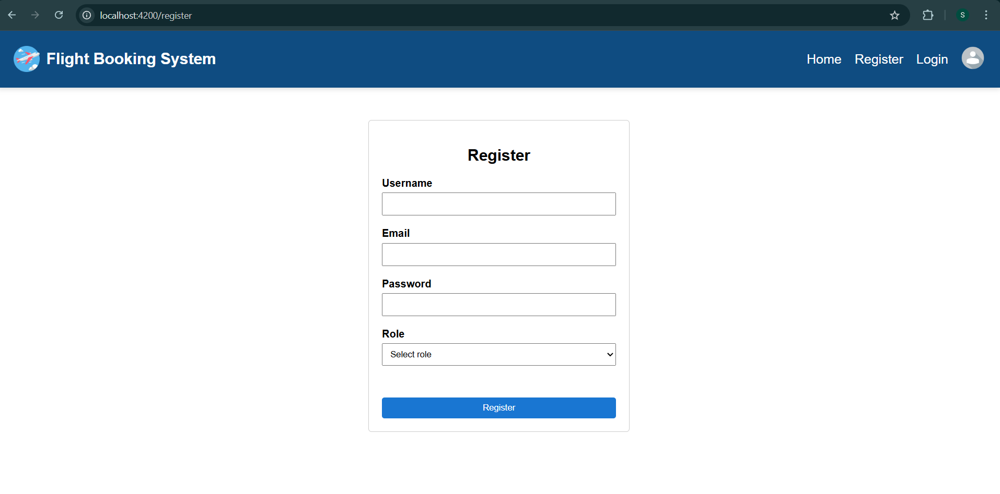 localhost:4200/register
S
Flight Booking System
Home Register Login
Register
Username
Email
Password
Role
Select role
Register